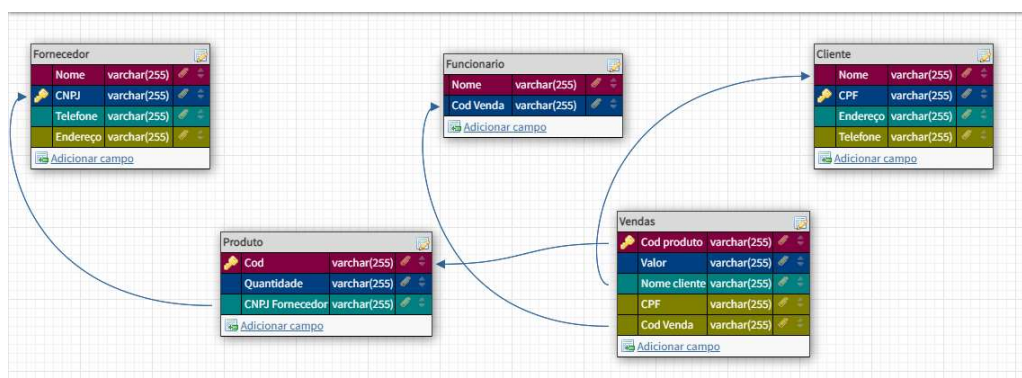 Fornecedor
Nome varchar(255)
CNPJ varchar(255)
Telefone varchar(255)
Endereço varchar(255)
Adicionar campo
Funcionario
Nome varchar(255)
Cod Venda varchar(255)
Adicionar campo
Cliente
Nome varchar(255)
CPF varchar(255)
Endereço varchar(255)
Telefone varchar(255)
Adicionar campo
Produto
Cod varchar(255)
Quantidade varchar(255)
CNPJ Fornecedor varchar(255)
Adicionar campo
Vendas
Cod produto varchar(255)
Valor varchar(255)
Nome cliente varchar(255)
CPF varchar(255)
Cod Venda varchar(255)
Adicionar campo